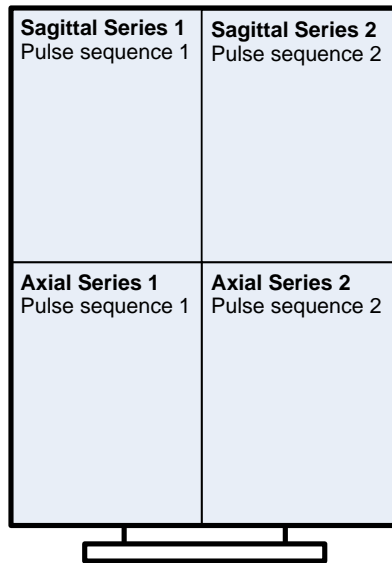 Sagittal Series 1
Pulse sequence 1
Sagittal Series 2
Pulse sequence 2
Axial Series 1
Pulse sequence 1
Axial Series 2
Pulse sequence 2